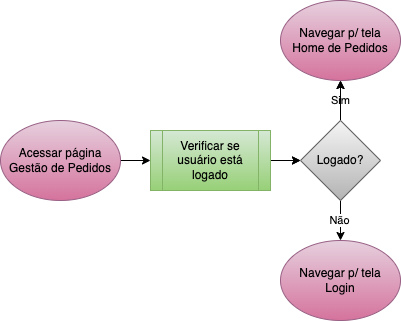 Navegar p/ tela
Home de Pedidos
Sim
Acessar página
Gestão de Pedidos
Verificar se
usuário está
logado
Logado?
Não
Navegar p/ tela
Login